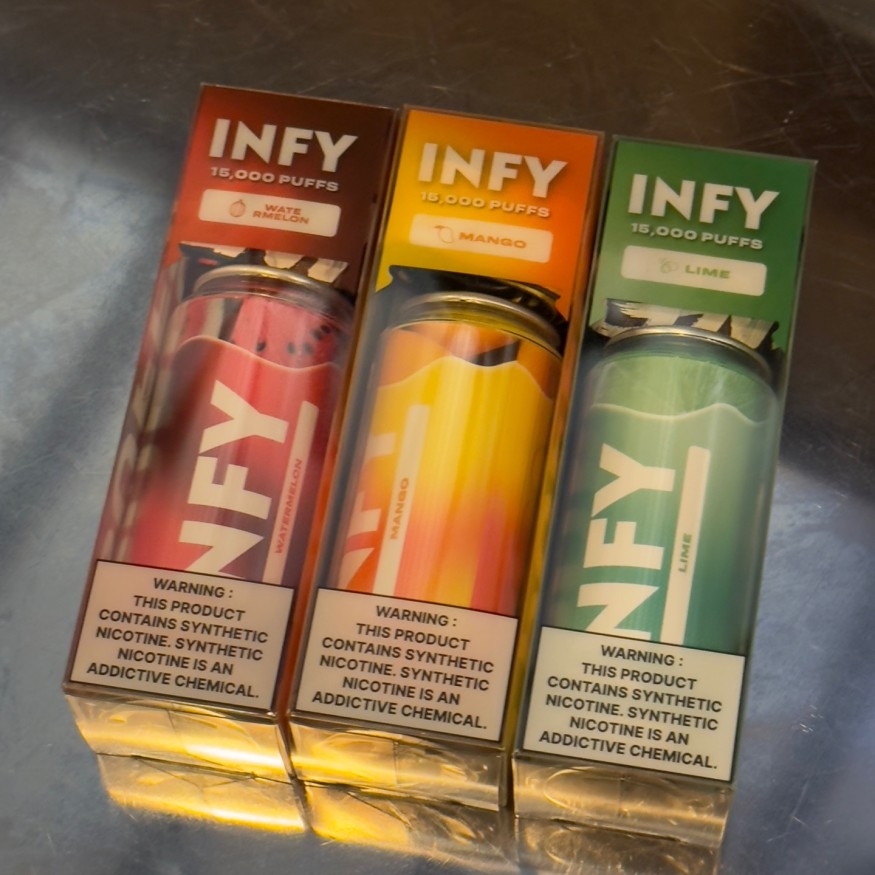 INFY
15,000 PUFFS
WATE
RMELON
NFY
WATERMELON
WARNING :
THIS PRODUCT
CONTAINS SYNTHETIC
NICOTINE. SYNTHETIC
NICOTINE IS AN
ADDICTIVE CHEMICAL.
INFY
15,000 PUFFS
MANGO
NFY
MANGO
WARNING :
THIS PRODUCT
CONTAINS SYNTHETIC
NICOTINE. SYNTHETIC
NICOTINE IS AN
ADDICTIVE CHEMICAL.
INFY
15,000 PUFFS
LIME
NFY
LIME
WARNING :
THIS PRODUCT
CONTAINS SYNTHETIC
NICOTINE. SYNTHETIC
NICOTINE IS AN
ADDICTIVE CHEMICAL.